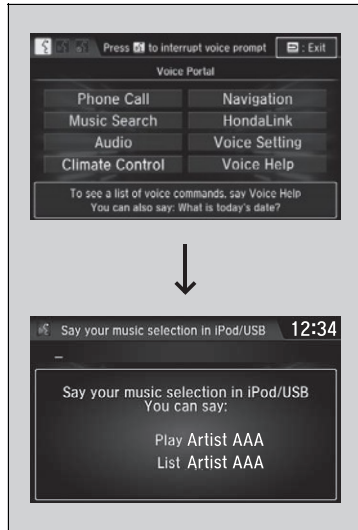 Press to interrupt voice prompt : Exit
Voice Portal
Phone Call Navigation
Music Search HondaLink
Audio Voice Setting
Climate Control Voice Help
To see a list of voice commands, say Voice Help
You can also say: What is today's date?
Say your music selection in iPod/USB 12:34
Say your music selection in iPod/USB
You can say:
Play Artist AAA
List Artist AAA